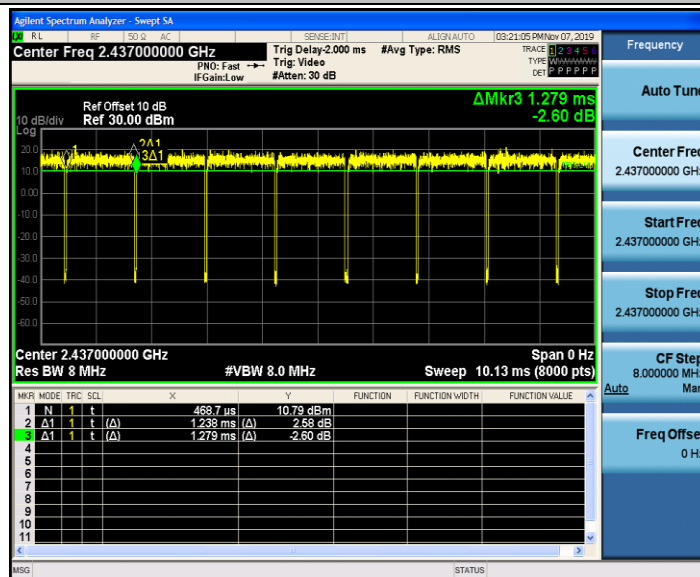 Agilent Spectrum Analyzer - Swept SA
RL RF 50 Ω AC SENSE:INT ALIGNAUTO 03:21:05 PMNov 07, 2019
Center Freq 2.437000000 GHz
PNO: Fast
IFGain:Low
Trig Delay-2.000 ms
Trig: Video
#Atten: 30 dB
#Avg Type: RMS
TRACE 1 2 3 4 5 6
TYPE
DET P P P P P P
Ref Offset 10 dB
10 dB/div Ref 30.00 dBm
Log
ΔMkr3 1.279 ms
-2.60 dB
20.0
10.0
0.00
-10.0
-20.0
-30.0
-40.0
-50.0
-60.0
1
2Δ1
3Δ1
Center 2.437000000 GHz Span 0 Hz
Res BW 8 MHz #VBW 8.0 MHz Sweep 10.13 ms (8000 pts)
MKR MODE TRC SCL X Y FUNCTION FUNCTION WIDTH FUNCTION VALUE
1 N 1 t 468.7 µs 10.79 dBm
2 Δ1 1 t (Δ) 1.238 ms (Δ) 2.58 dB
3 Δ1 1 t (Δ) 1.279 ms (Δ) -2.60 dB
4
5
6
7
8
9
10
11
MSG STATUS
Frequency
Auto Tune
Center Freq
2.437000000 GHz
Start Freq
2.437000000 GHz
Stop Freq
2.437000000 GHz
CF Step
8.000000 MHz
Auto Man
Freq Offset
0 Hz